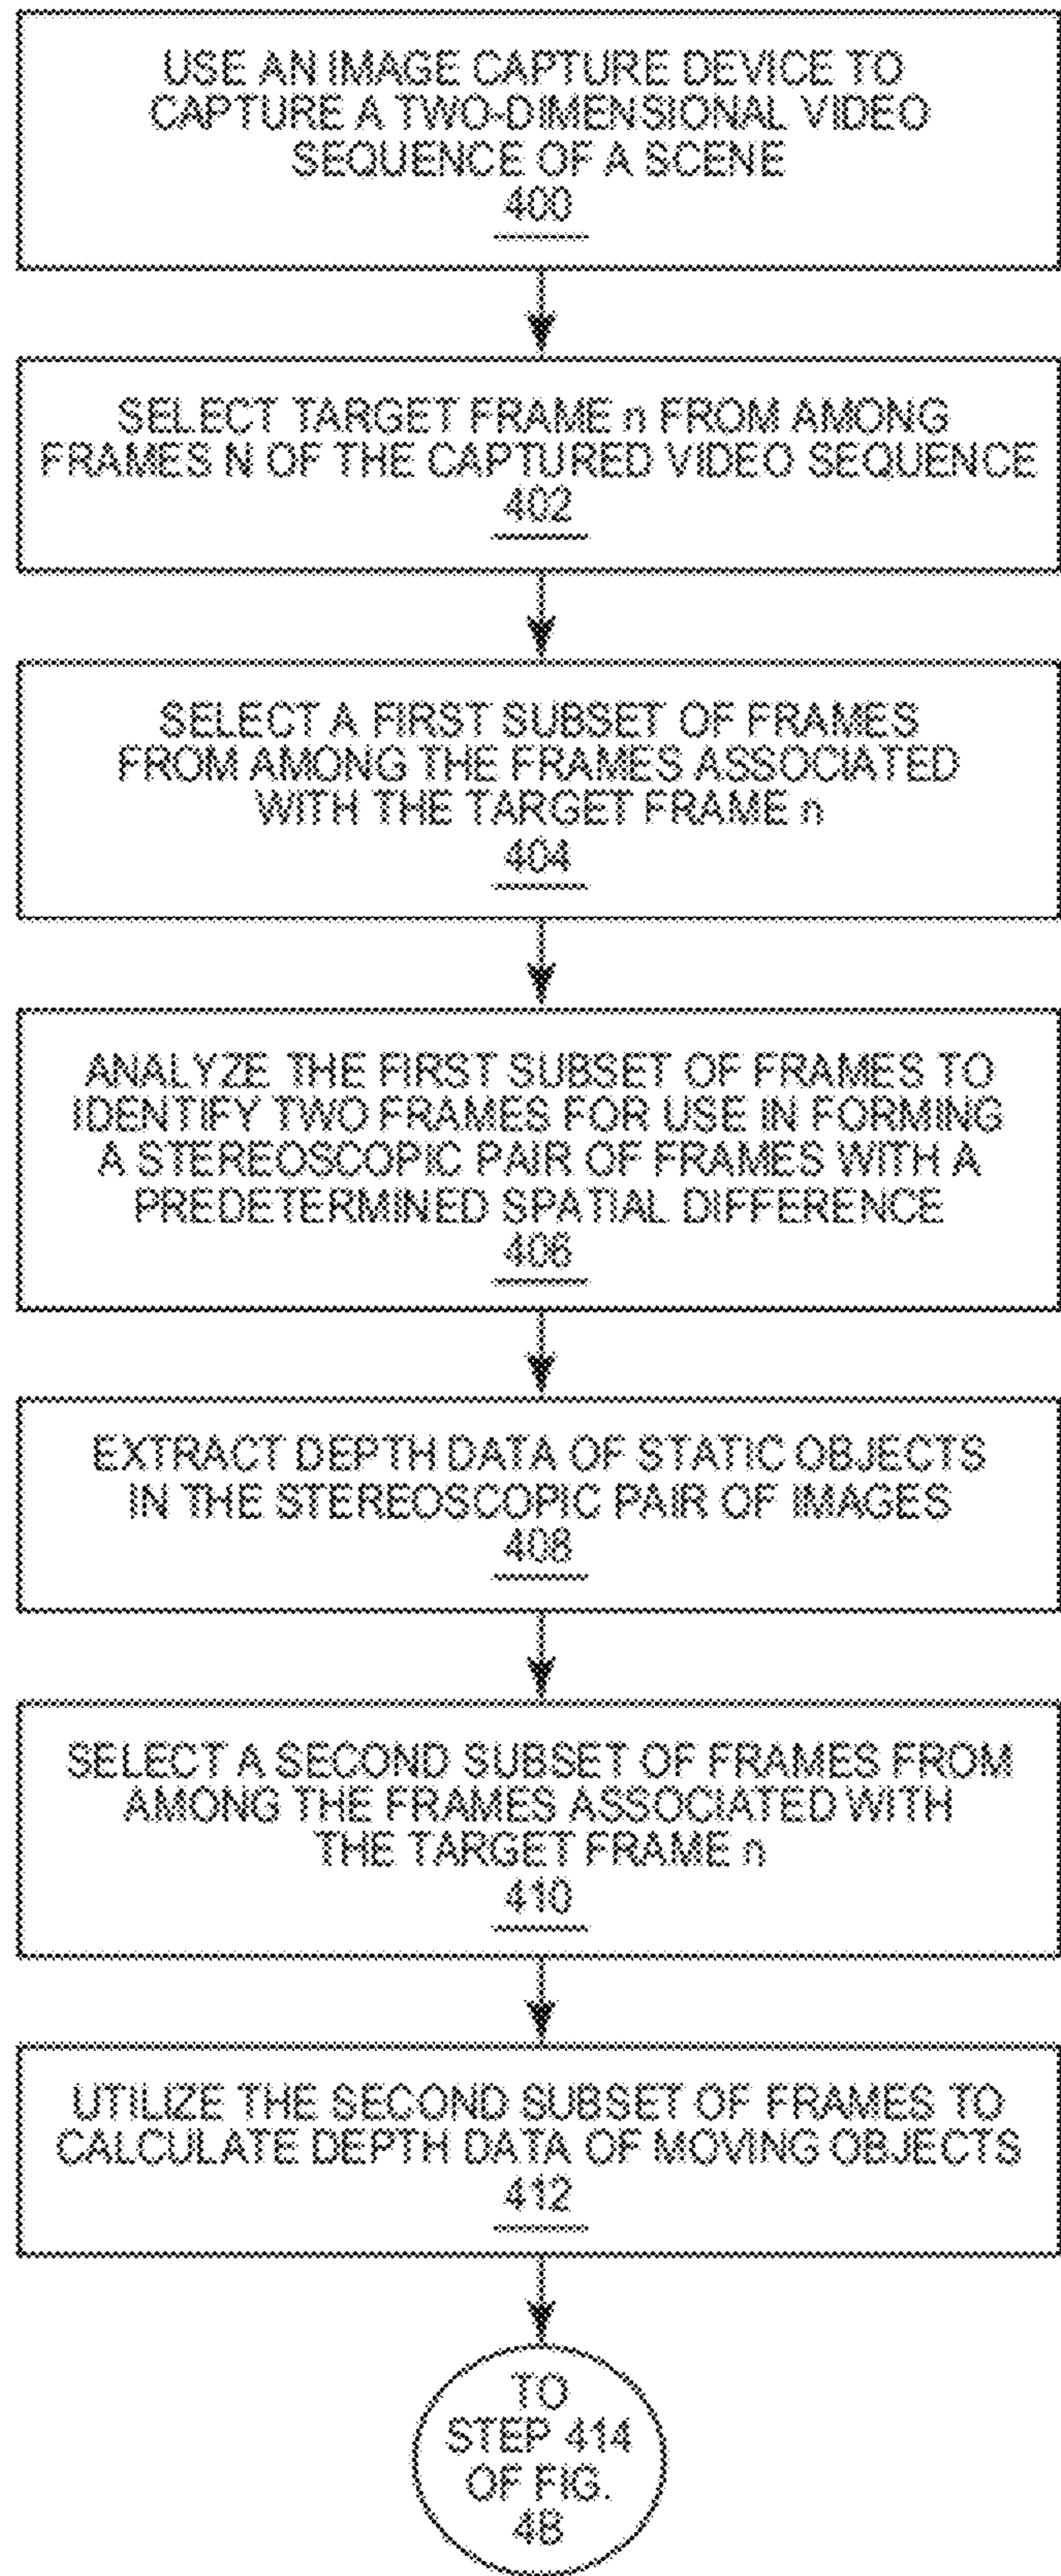 USE AN IMAGE CAPTURE DEVICE TO
CAPTURE A TWO-DIMENSIONAL VIDEO
SEQUENCE OF A SCENE
400
SELECT TARGET FRAME n FROM AMONG
FRAMES N OF THE CAPTURED VIDEO SEQUENCE
402
SELECT A FIRST SUBSET OF FRAMES
FROM AMONG THE FRAMES ASSOCIATED
WITH THE TARGET FRAME n
404
ANALYZE THE FIRST SUBSET OF FRAMES TO
IDENTIFY TWO FRAMES FOR USE IN FORMING
A STEREOSCOPIC PAIR OF FRAMES WITH A
PREDETERMINED SPATIAL DIFFERENCE
406
EXTRACT DEPTH DATA OF STATIC OBJECTS
IN THE STEREOSCOPIC PAIR OF IMAGES
408
SELECT A SECOND SUBSET OF FRAMES FROM
AMONG THE FRAMES ASSOCIATED WITH
THE TARGET FRAME n
410
UTILIZE THE SECOND SUBSET OF FRAMES TO
CALCULATE DEPTH DATA OF MOVING OBJECTS
412
TO
STEP 414
OF FIG.
4B